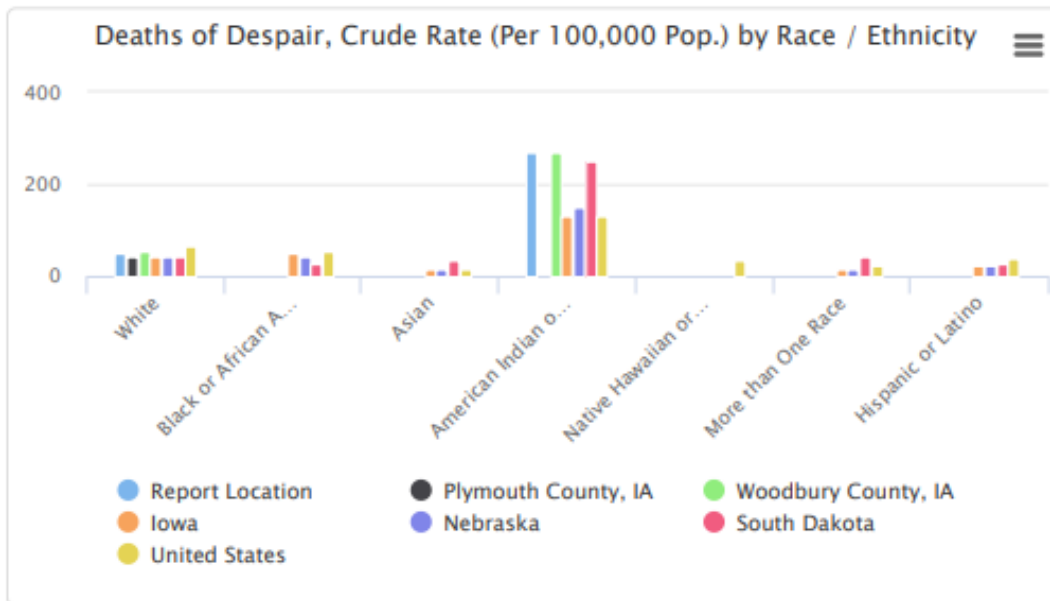 Deaths of Despair, Crude Rate (Per 100,000 Pop.) by Race / Ethnicity
400
200
0
White
Black or African A...
Asian
American Indian o...
Native Hawaiian or...
More than One Race
Hispanic or Latino
Report Location
Plymouth County, IA
Woodbury County, IA
Iowa
Nebraska
South Dakota
United States